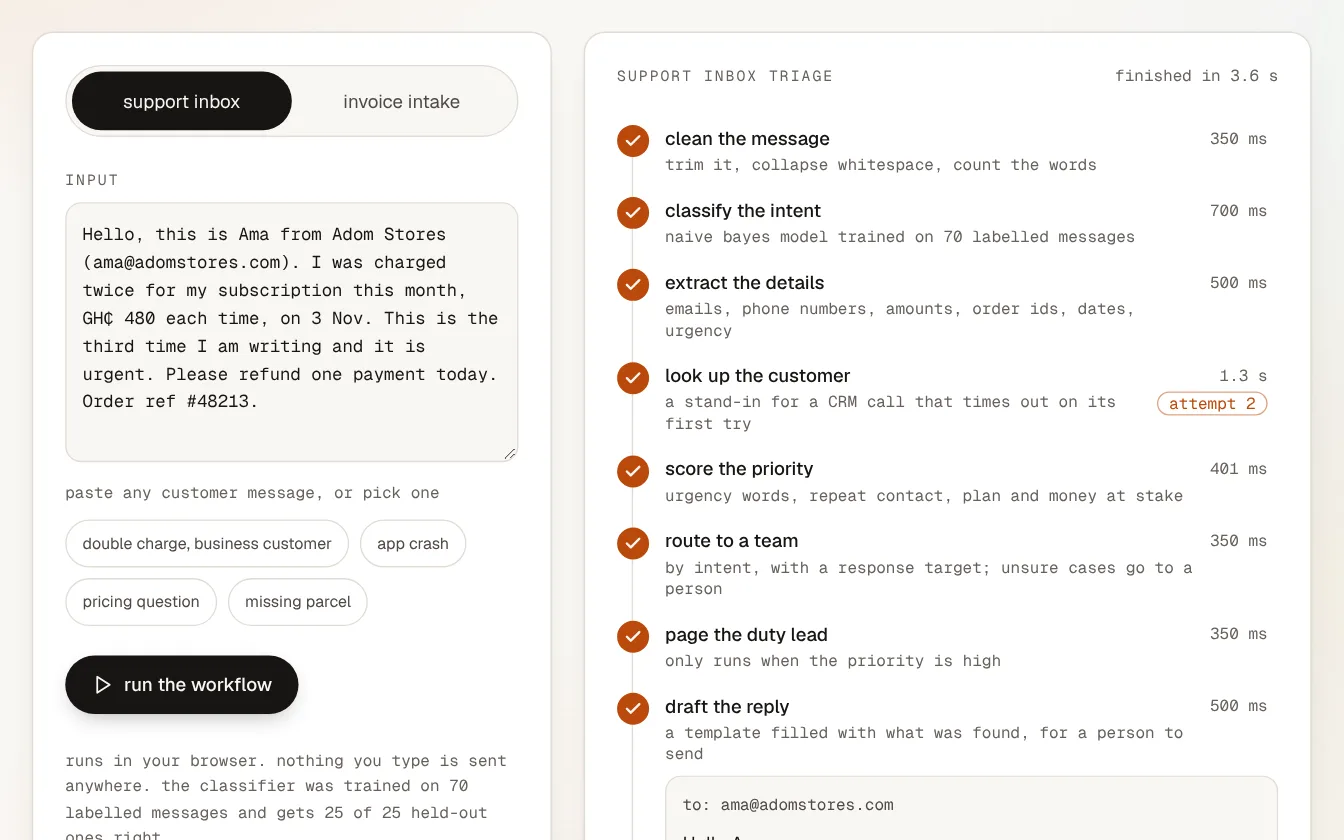 support inbox
invoice intake
INPUT
Hello, this is Ama from Adom Stores
(ama@adomstores.com). I was charged
twice for my subscription this month,
GH₵ 480 each time, on 3 Nov. This is the
third time I am writing and it is
urgent. Please refund one payment today.
Order ref #48213.
paste any customer message, or pick one
double charge, business customer
app crash
pricing question
missing parcel
run the workflow
runs in your browser. nothing you type is sent
anywhere. the classifier was trained on 70
labelled messages and gets 25 of 25 held-out
ones right
SUPPORT INBOX TRIAGE
finished in 3.6 s
clean the message
350 ms
trim it, collapse whitespace, count the words
classify the intent
700 ms
naive bayes model trained on 70 labelled messages
extract the details
500 ms
emails, phone numbers, amounts, order ids, dates,
urgency
look up the customer
1.3 s
a stand-in for a CRM call that times out on its
attempt 2
first try
score the priority
401 ms
urgency words, repeat contact, plan and money at stake
route to a team
350 ms
by intent, with a response target; unsure cases go to a
person
page the duty lead
350 ms
only runs when the priority is high
draft the reply
500 ms
a template filled with what was found, for a person to
send
to: ama@adomstores.com